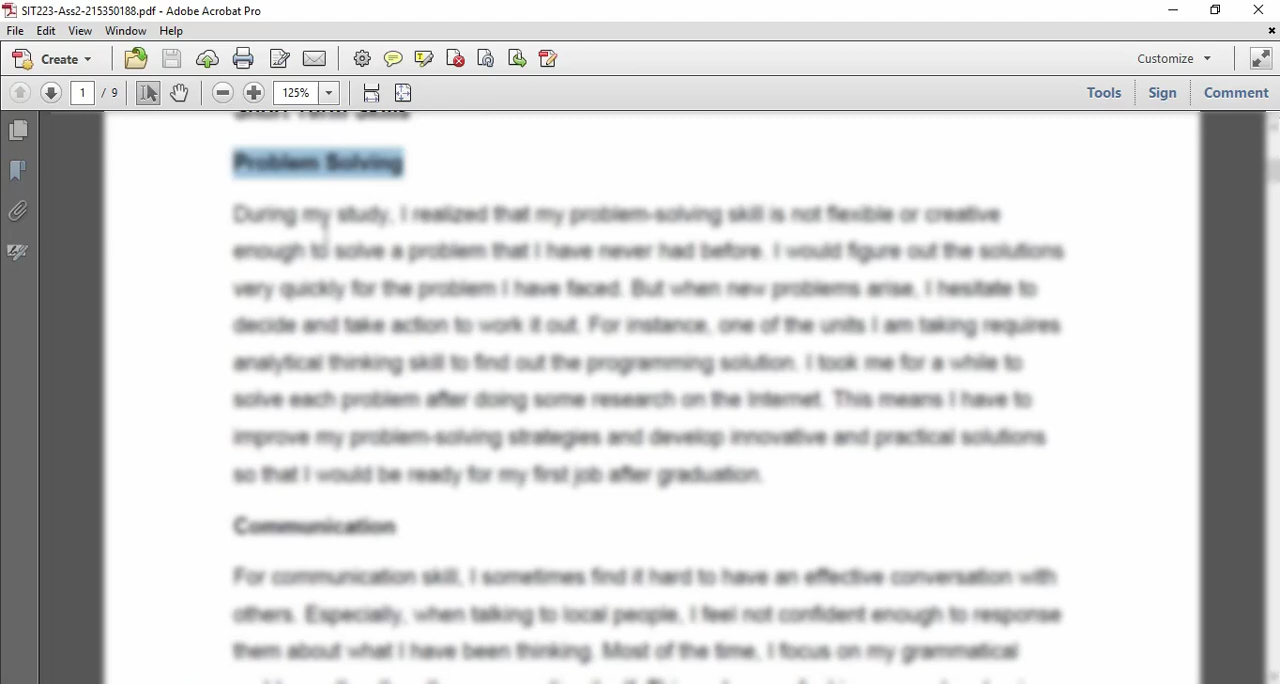 SIT223-Ass2-215350188.pdf - Adobe Acrobat Pro
File Edit View Window Help
Create Customize
1 / 9 125% Tools Sign Comment
Problem Solving
During my study, I realized that my problem-solving skill is not flexible or creative
enough to solve a problem that I have never had before. I would figure out the solutions
very quickly for the problem I have faced. But when new problems arise, I hesitate to
decide and take action to work it out. For instance, one of the units I am taking requires
analytical thinking skill to find out the programming solution. I took me for a while to
solve each problem after doing some research on the Internet. This means I have to
improve my problem-solving strategies and develop innovative and practical solutions
so that I would be ready for my first job after graduation.
Communication
For communication skill, I sometimes find it hard to have an effective conversation with
others. Especially, when talking to local people, I feel not confident enough to response
them about what I have been thinking. Most of the time, I focus on my grammatical